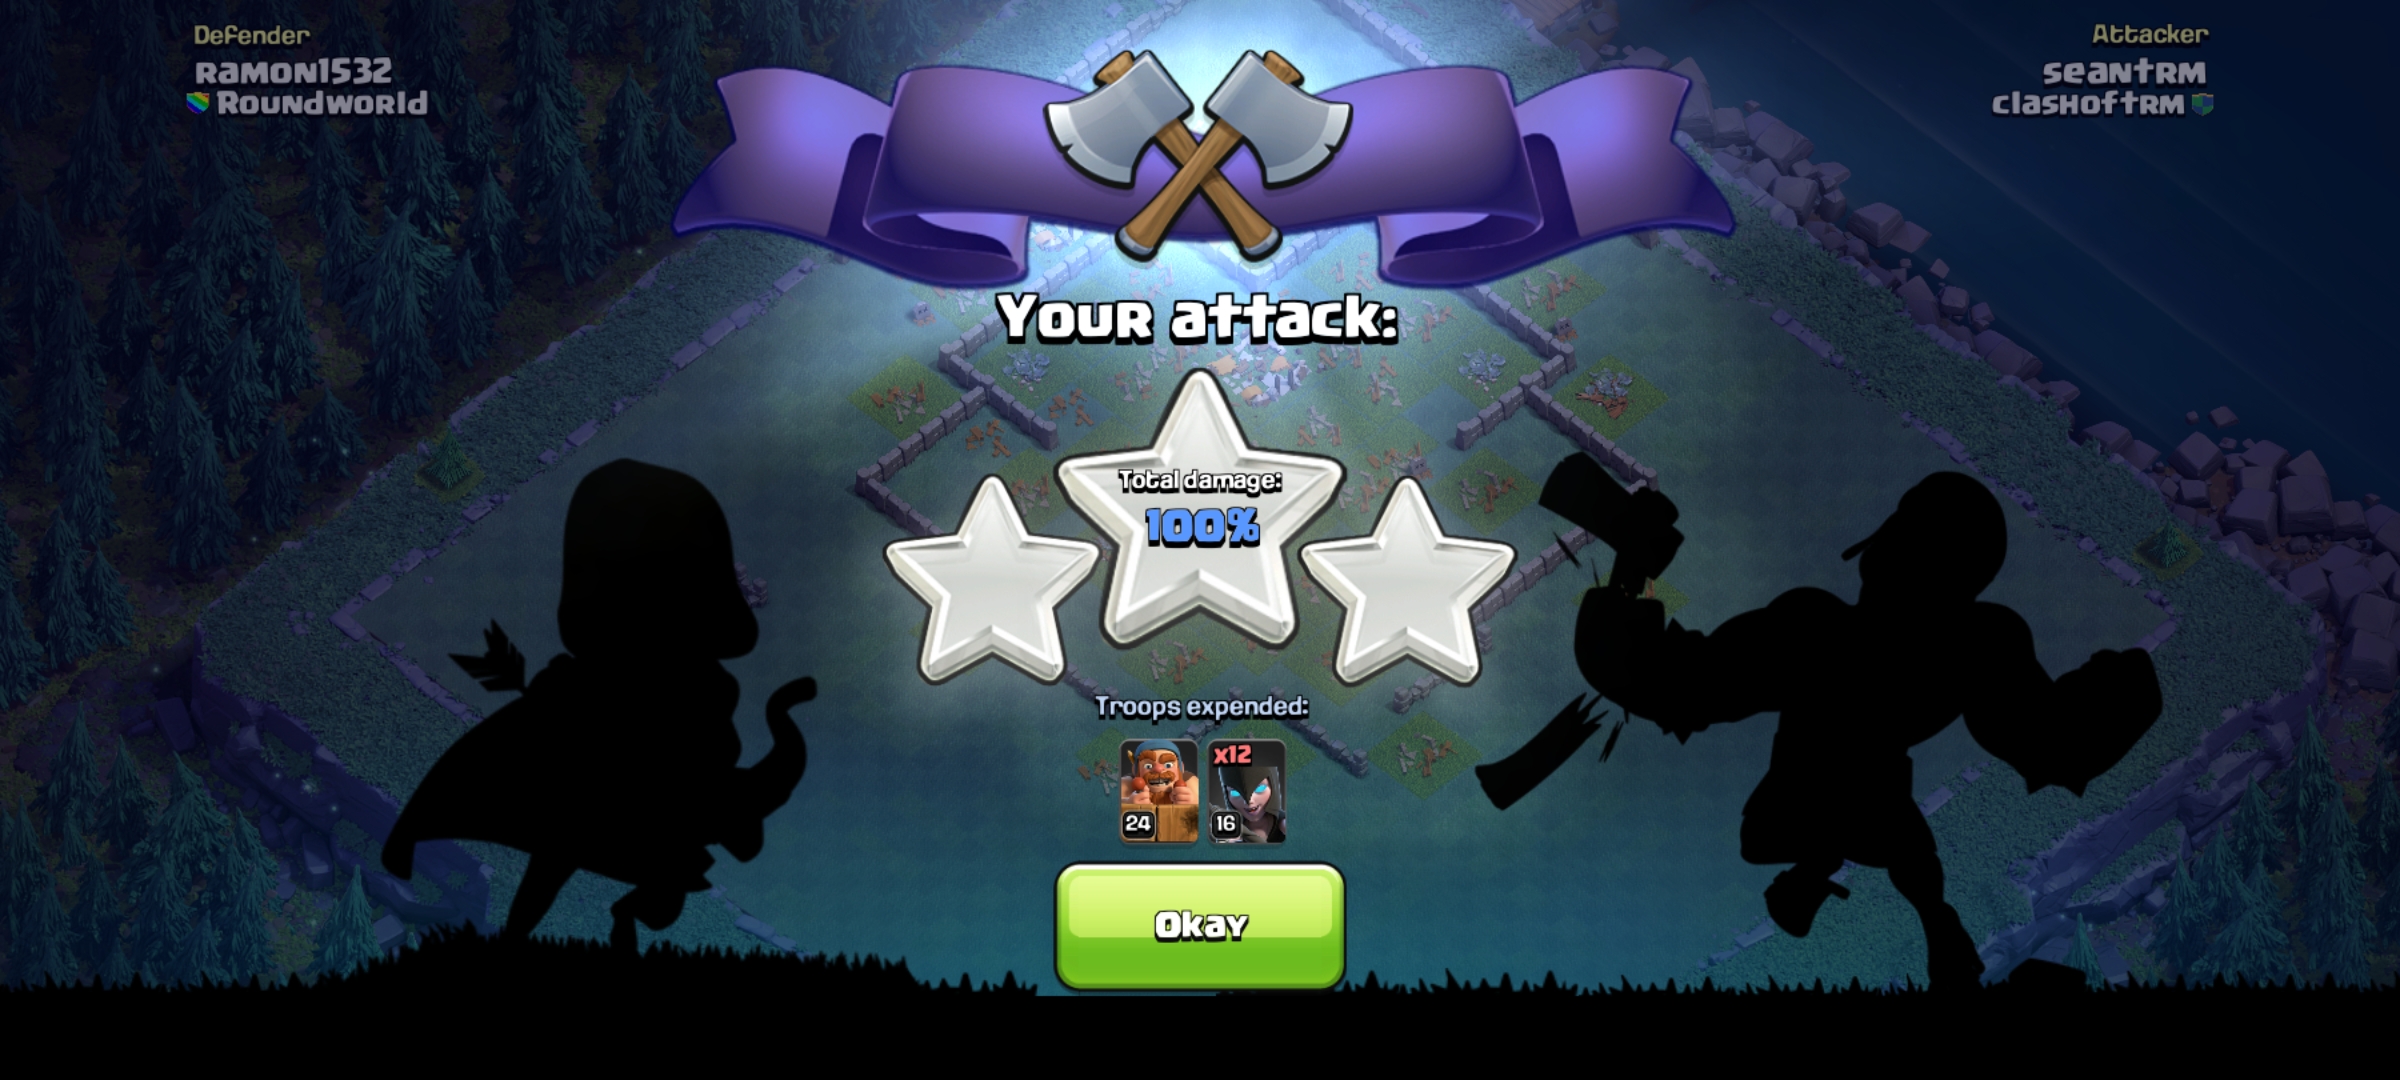 Defender
Ramon1532
Roundworld
Attacker
seantrm
clashoftrm
Your attack:
Total damage:
100%
Troops expended:
x12
24
16
Okay